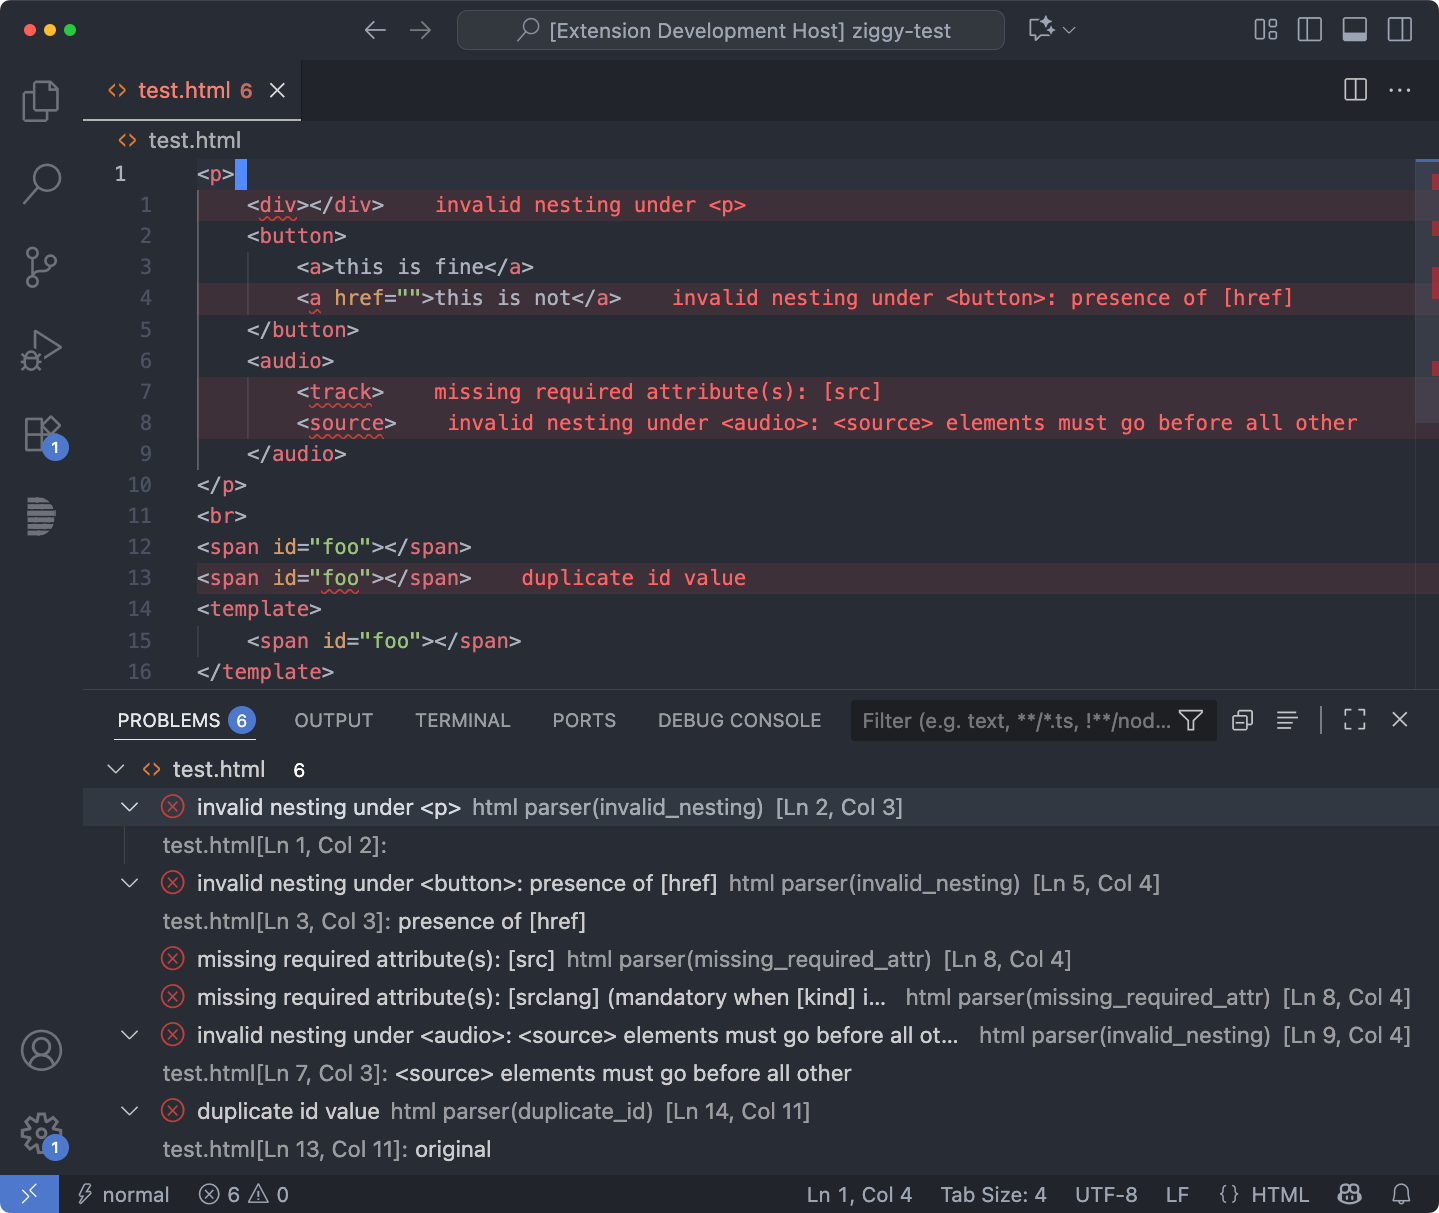 [Extension Development Host] ziggy-test
test.html 6
test.html
1 <p>
1 <div></div> invalid nesting under <p>
2 <button>
3 <a>this is fine</a>
4 <a href="">this is not</a> invalid nesting under <button>: presence of [href]
5 </button>
6 <audio>
7 <track> missing required attribute(s): [src]
8 <source> invalid nesting under <audio>: <source> elements must go before all other
9 </audio>
10 </p>
11 <br>
12 <span id="foo"></span>
13 <span id="foo"></span> duplicate id value
14 <template>
15 <span id="foo"></span>
16 </template>
1
PROBLEMS 6 OUTPUT TERMINAL PORTS DEBUG CONSOLE Filter (e.g. text, **/*.ts, !**/nod...
test.html 6
invalid nesting under <p> html parser(invalid_nesting) [Ln 2, Col 3]
test.html[Ln 1, Col 2]:
invalid nesting under <button>: presence of [href] html parser(invalid_nesting) [Ln 5, Col 4]
test.html[Ln 3, Col 3]: presence of [href]
missing required attribute(s): [src] html parser(missing_required_attr) [Ln 8, Col 4]
missing required attribute(s): [srclang] (mandatory when [kind] i... html parser(missing_required_attr) [Ln 8, Col 4]
invalid nesting under <audio>: <source> elements must go before all ot... html parser(invalid_nesting) [Ln 9, Col 4]
test.html[Ln 7, Col 3]: <source> elements must go before all other
duplicate id value html parser(duplicate_id) [Ln 14, Col 11]
test.html[Ln 13, Col 11]: original
1
normal 6 0 Ln 1, Col 4 Tab Size: 4 UTF-8 LF {} HTML